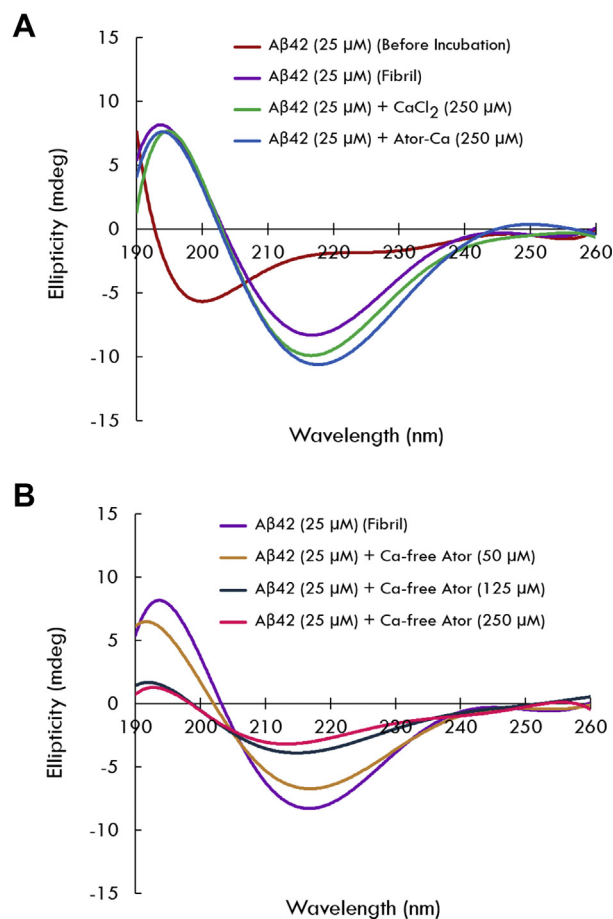 A
15
10
5
0
-5
-10
-15
Ellipticity (mdeg)
Aβ42 (25 µM) (Before Incubation)
Aβ42 (25 µM) (Fibril)
Aβ42 (25 µM) + CaCl2 (250 µM)
Aβ42 (25 µM) + Ator-Ca (250 µM)
190 200 210 220 230 240 250 260
Wavelength (nm)
B
15
10
5
0
-5
-10
-15
Ellipticity (mdeg)
Aβ42 (25 µM) (Fibril)
Aβ42 (25 µM) + Ca-free Ator (50 µM)
Aβ42 (25 µM) + Ca-free Ator (125 µM)
Aβ42 (25 µM) + Ca-free Ator (250 µM)
190 200 210 220 230 240 250 260
Wavelength (nm)